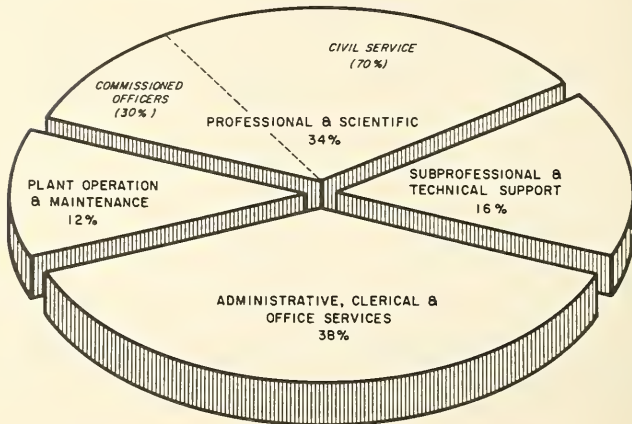 CIVIL SERVICE
(70%)
COMMISSIONED
OFFICERS
(30%)
PROFESSIONAL & SCIENTIFIC
34%
PLANT OPERATION
& MAINTENANCE
12%
SUBPROFESSIONAL &
TECHNICAL SUPPORT
16%
ADMINISTRATIVE, CLERICAL &
OFFICE SERVICES
38%